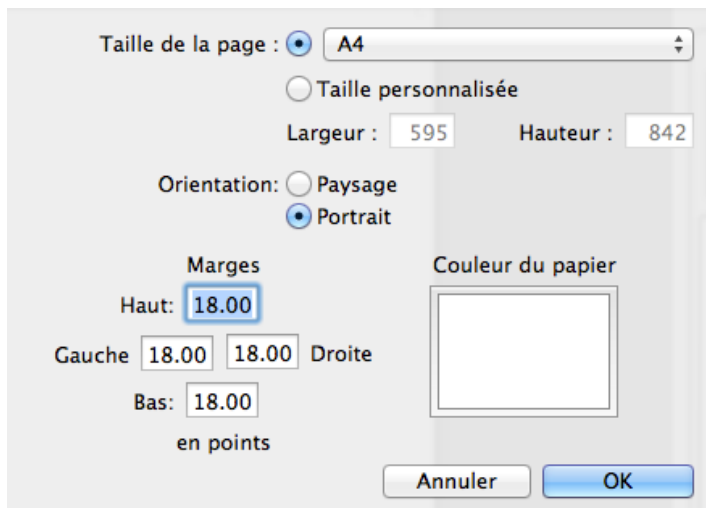 Taille de la page : A4
Taille personnalisée
Largeur : 595 Hauteur : 842
Orientation: Paysage
Portrait
Marges Couleur du papier
Haut: 18.00
Gauche 18.00 18.00 Droite
Bas: 18.00
en points
Annuler OK